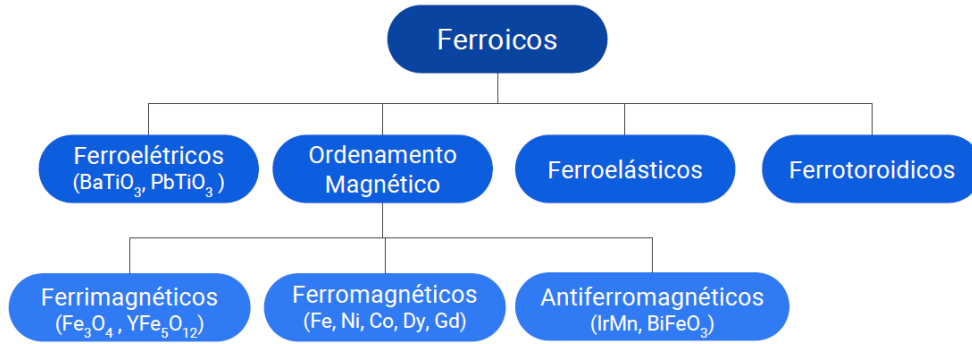 Ferroicos
Ferroelétricos
(BaTiO₃, PbTiO₃ )
Ordenamento
Magnético
Ferroelásticos
Ferrotoroidicos
Ferrimagnéticos
(Fe₃O₄ , YFe₅O₁₂)
Ferromagnéticos
(Fe, Ni, Co, Dy, Gd)
Antiferromagnéticos
(IrMn, BiFeO₃)